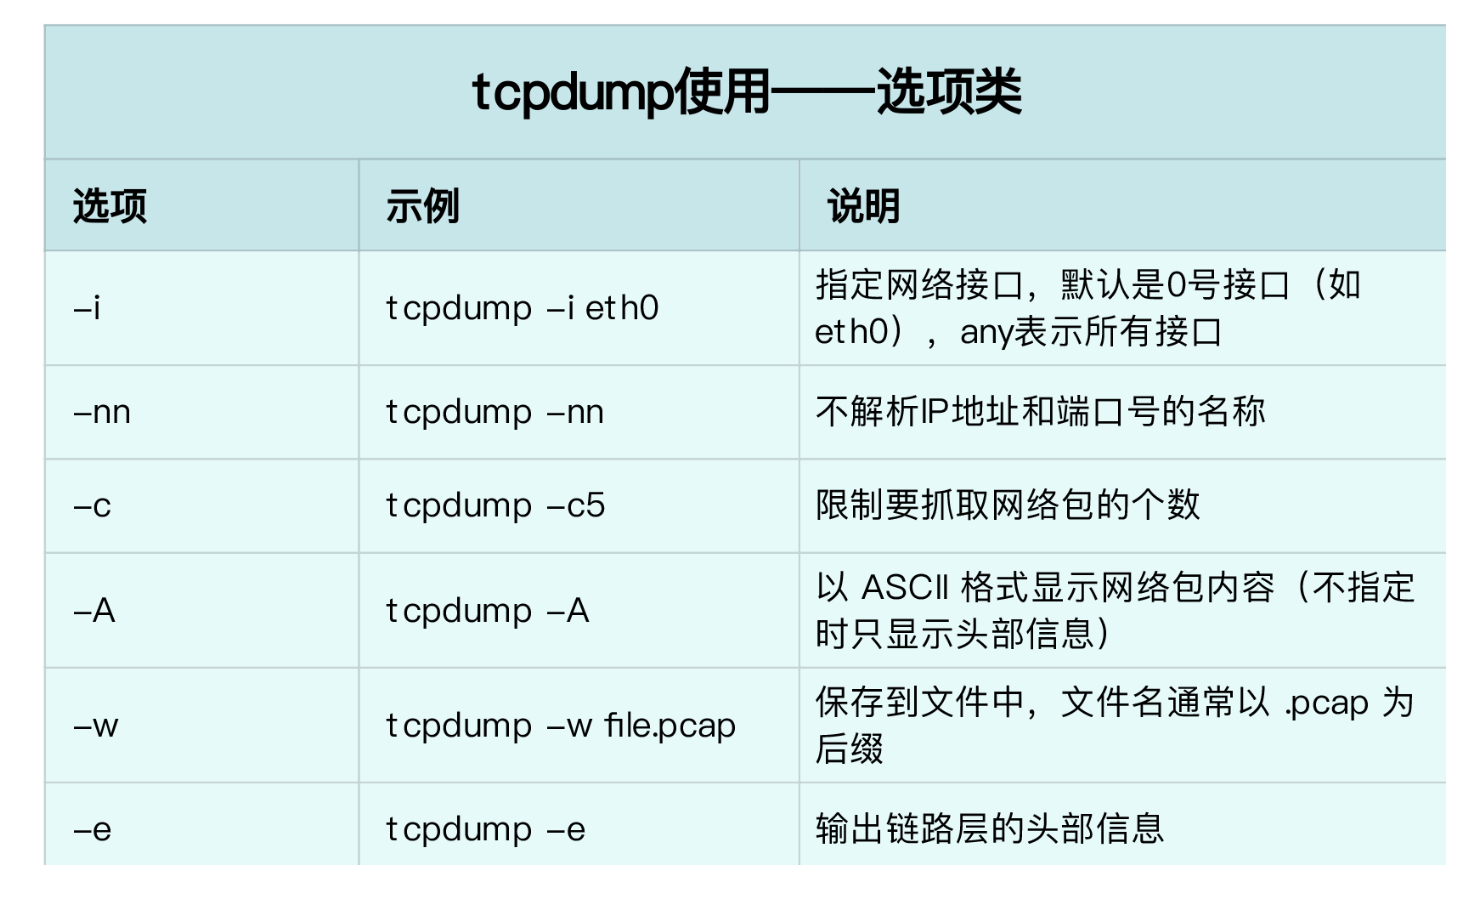 tcpdump使用——选项类
选项
示例
说明
-i
tcpdump -i eth0
指定网络接口，默认是0号接口（如
eth0），any表示所有接口
-nn
tcpdump -nn
不解析IP地址和端口号的名称
-c
tcpdump -c5
限制要抓取网络包的个数
-A
tcpdump -A
以 ASCII 格式显示网络包内容（不指定
时只显示头部信息）
-w
tcpdump -w file.pcap
保存到文件中，文件名通常以 .pcap 为
后缀
-e
tcpdump -e
输出链路层的头部信息